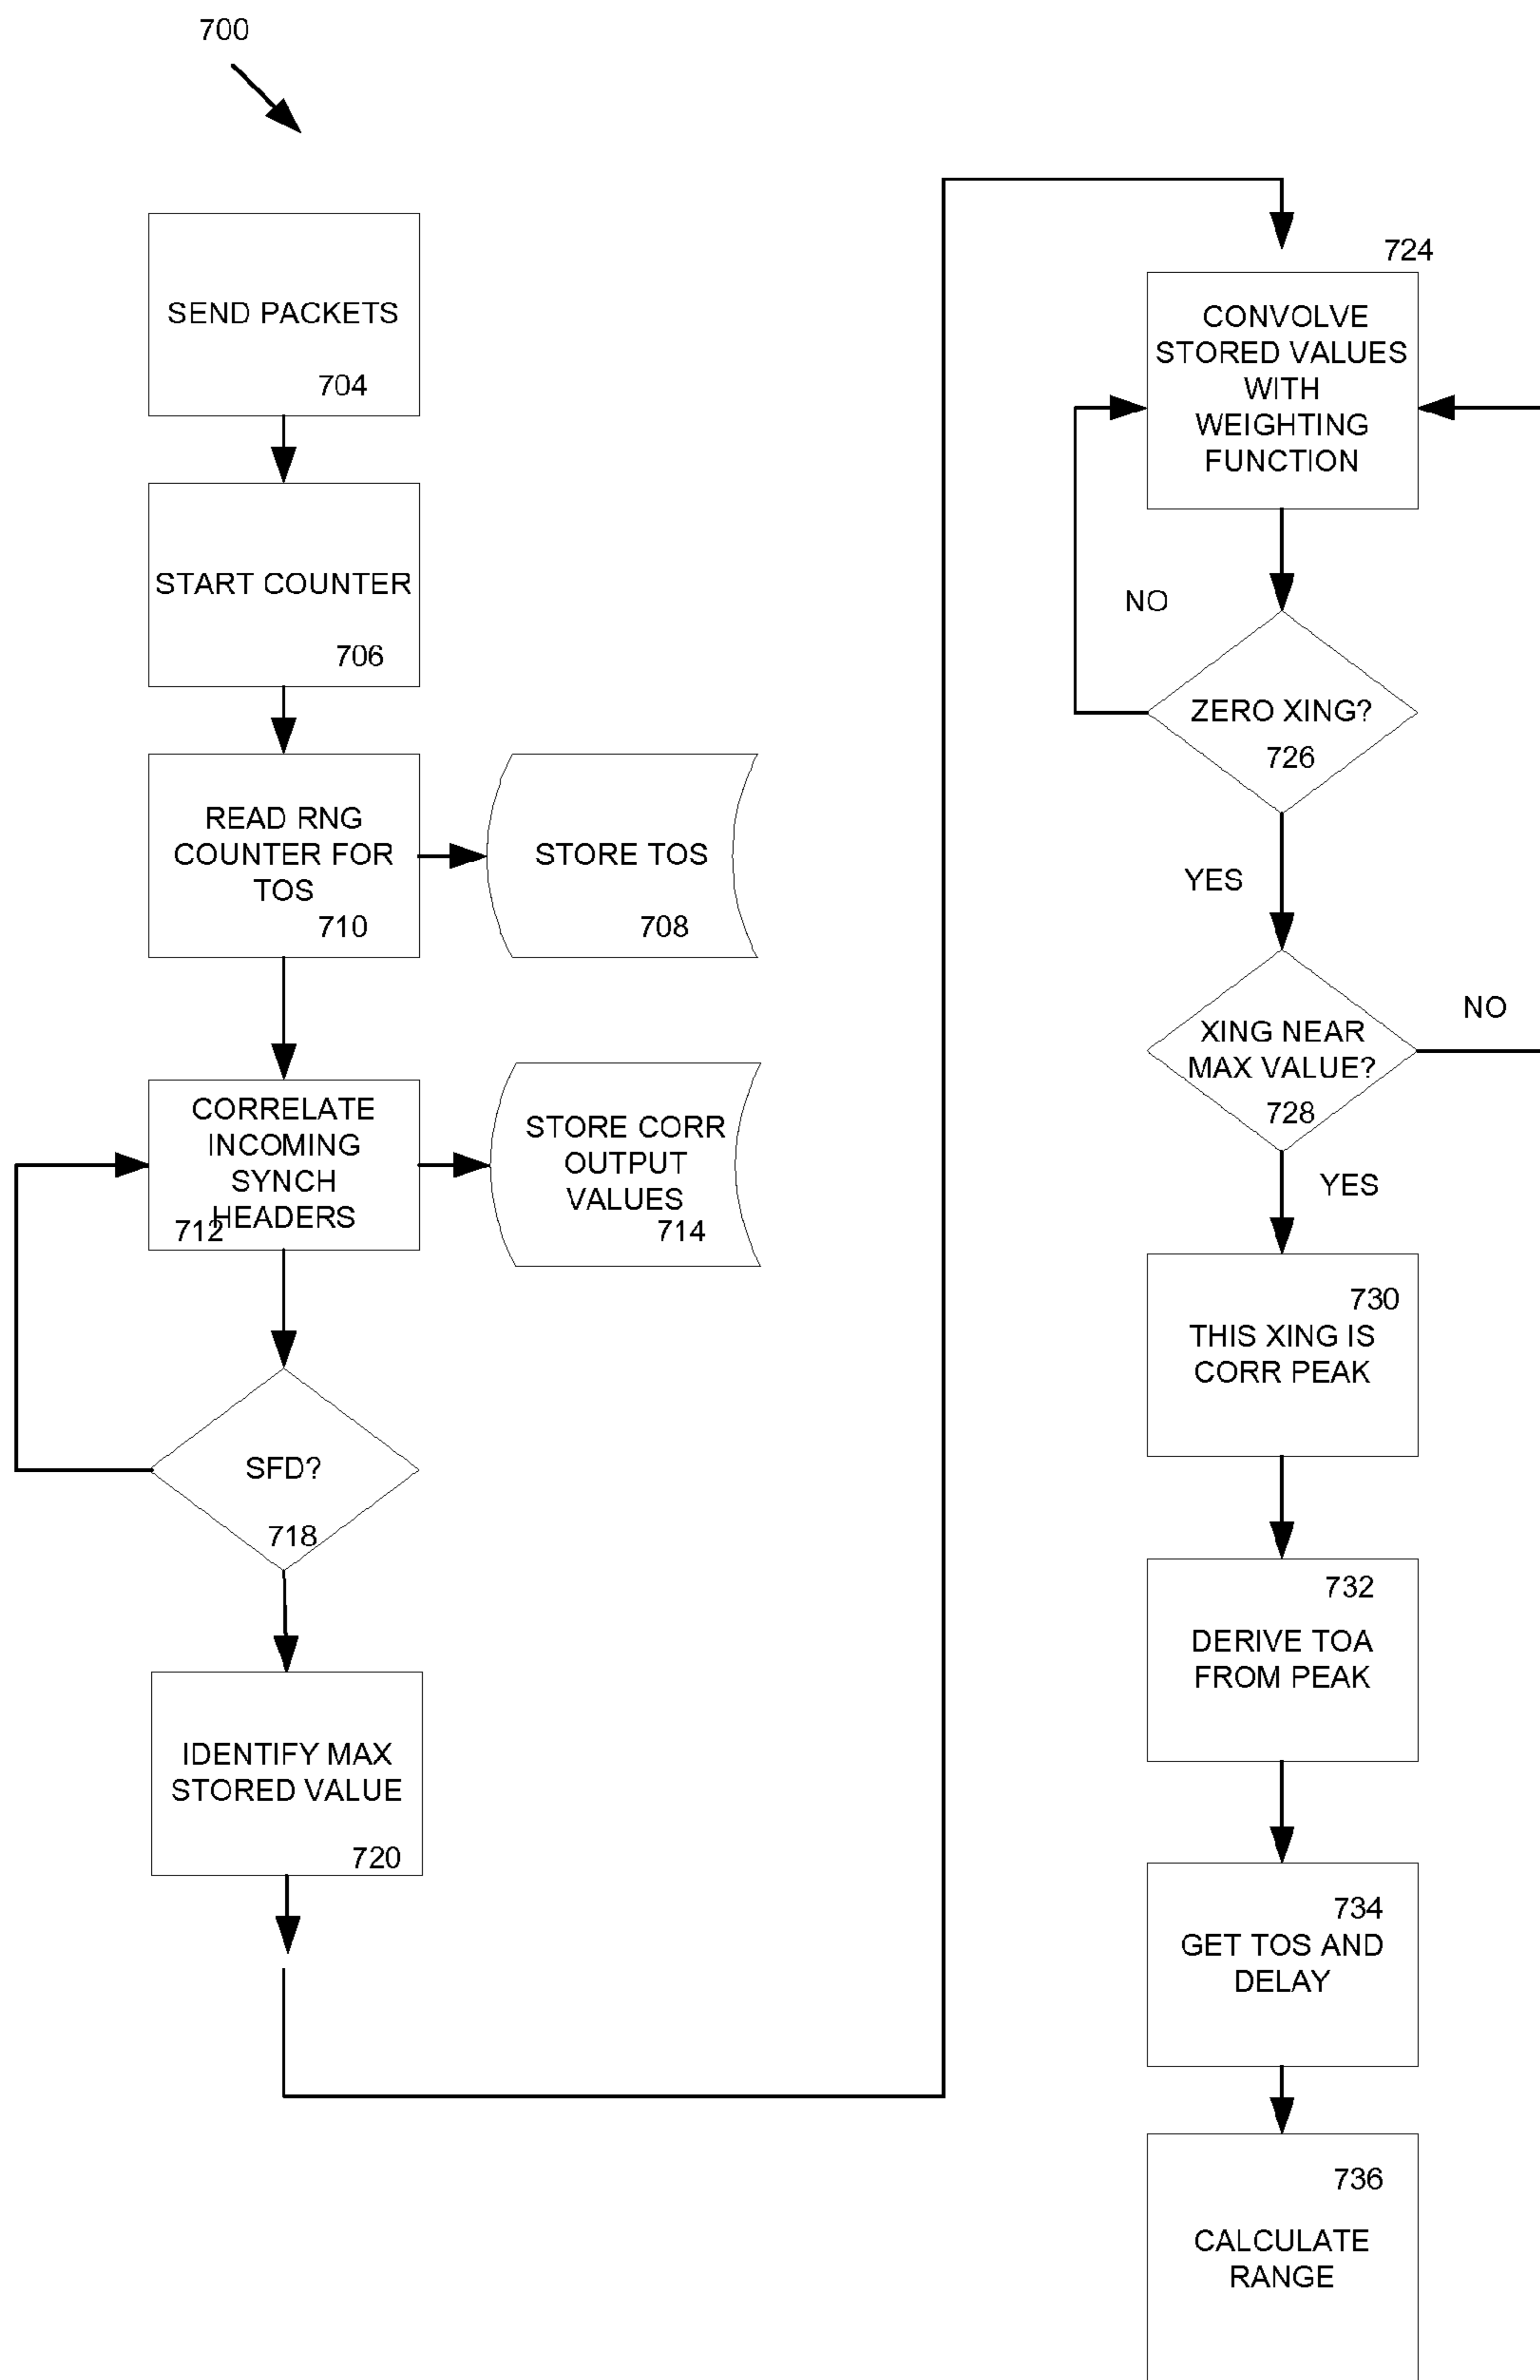 700
SEND PACKETS
704
START COUNTER
706
READ RNG
COUNTER FOR
TOS
710
STORE TOS
708
CORRELATE
INCOMING
SYNCH
HEADERS
712
STORE CORR
OUTPUT
VALUES
714
SFD?
718
IDENTIFY MAX
STORED VALUE
720
724
CONVOLVE
STORED VALUES
WITH
WEIGHTING
FUNCTION
NO
ZERO XING?
726
YES
XING NEAR
MAX VALUE?
728
NO
YES
730
THIS XING IS
CORR PEAK
732
DERIVE TOA
FROM PEAK
734
GET TOS AND
DELAY
736
CALCULATE
RANGE